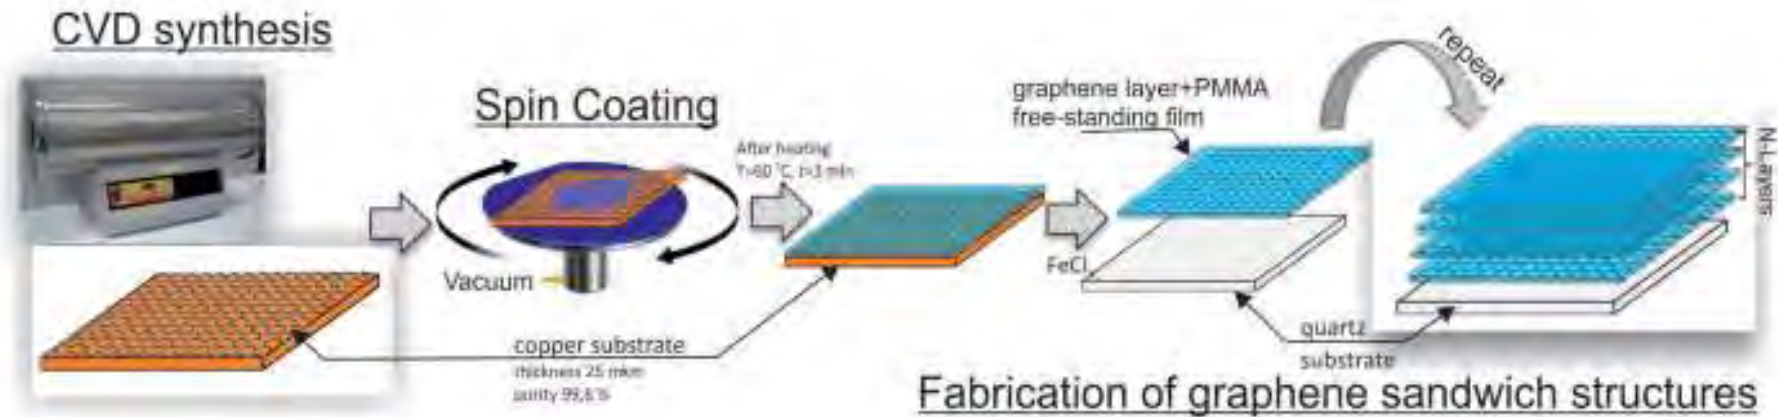 CVD synthesis
Spin Coating
Vacuum
After heating
T=60 °C, t=3 min
copper substrate
thickness 25 mkm
purity 99,8 %
FeCl
graphene layer+PMMA
free-standing film
repeat
N-Layers
quartz
substrate
Fabrication of graphene sandwich structures